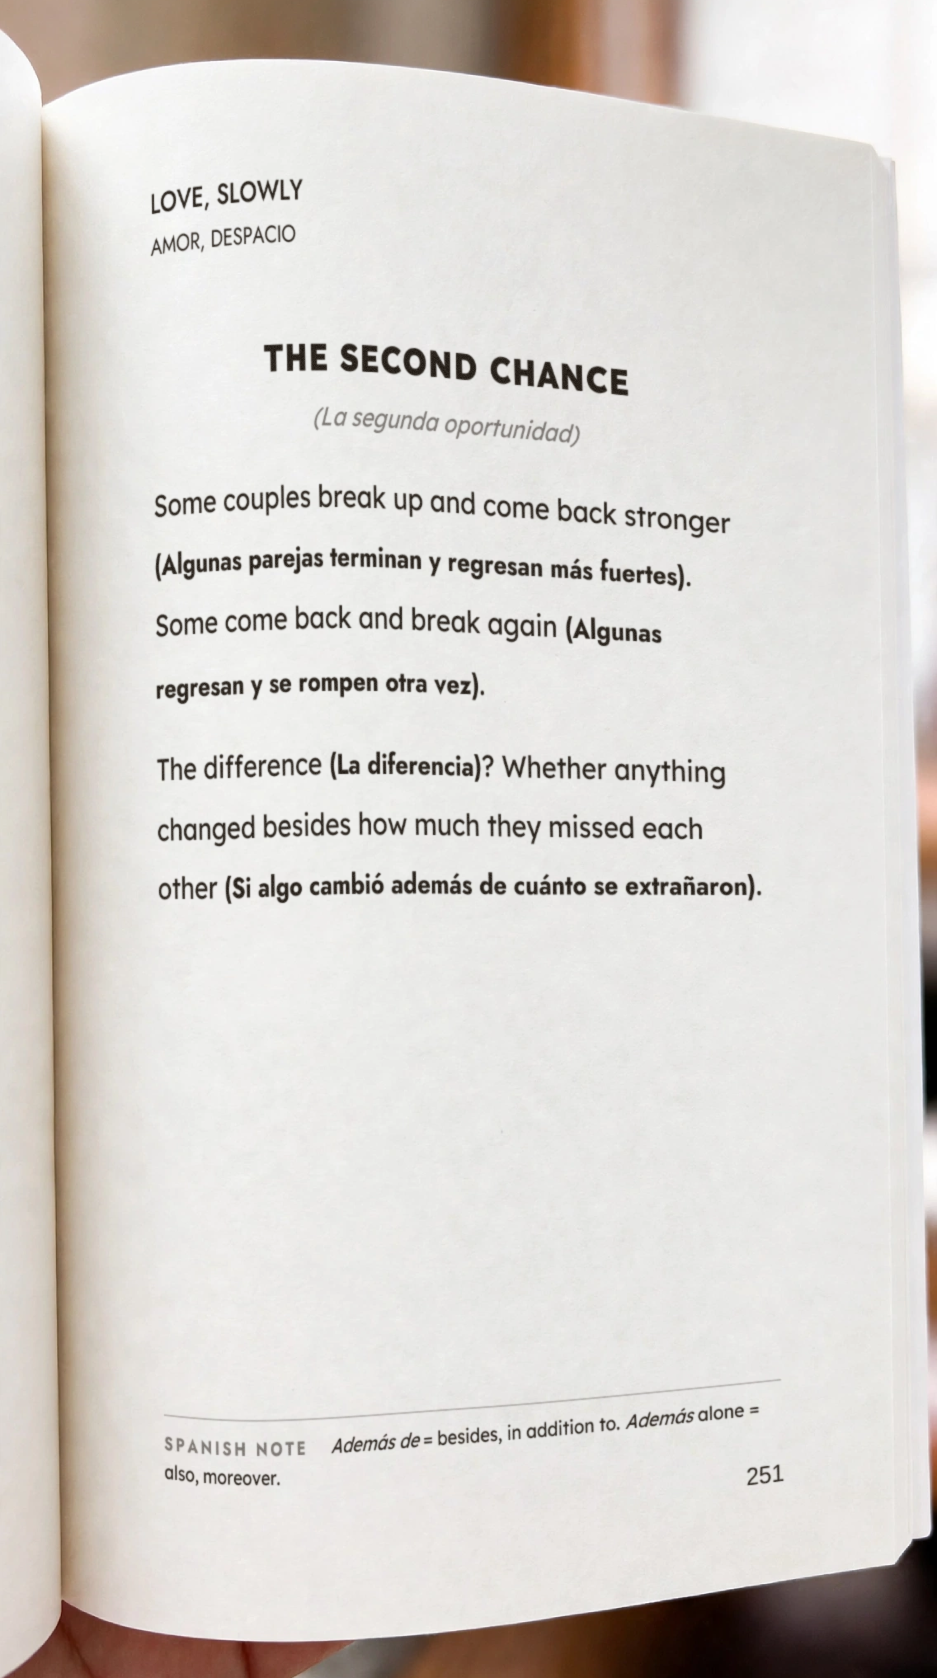 LOVE, SLOWLY
AMOR, DESPACIO
THE SECOND CHANCE
(La segunda oportunidad)
Some couples break up and come back stronger
(Algunas parejas terminan y regresan más fuertes).
Some come back and break again (Algunas
regresan y se rompen otra vez).
The difference (La diferencia)? Whether anything
changed besides how much they missed each
other (Si algo cambió además de cuánto se extrañaron).
SPANISH NOTE Además de = besides, in addition to. Además alone =
also, moreover.
251